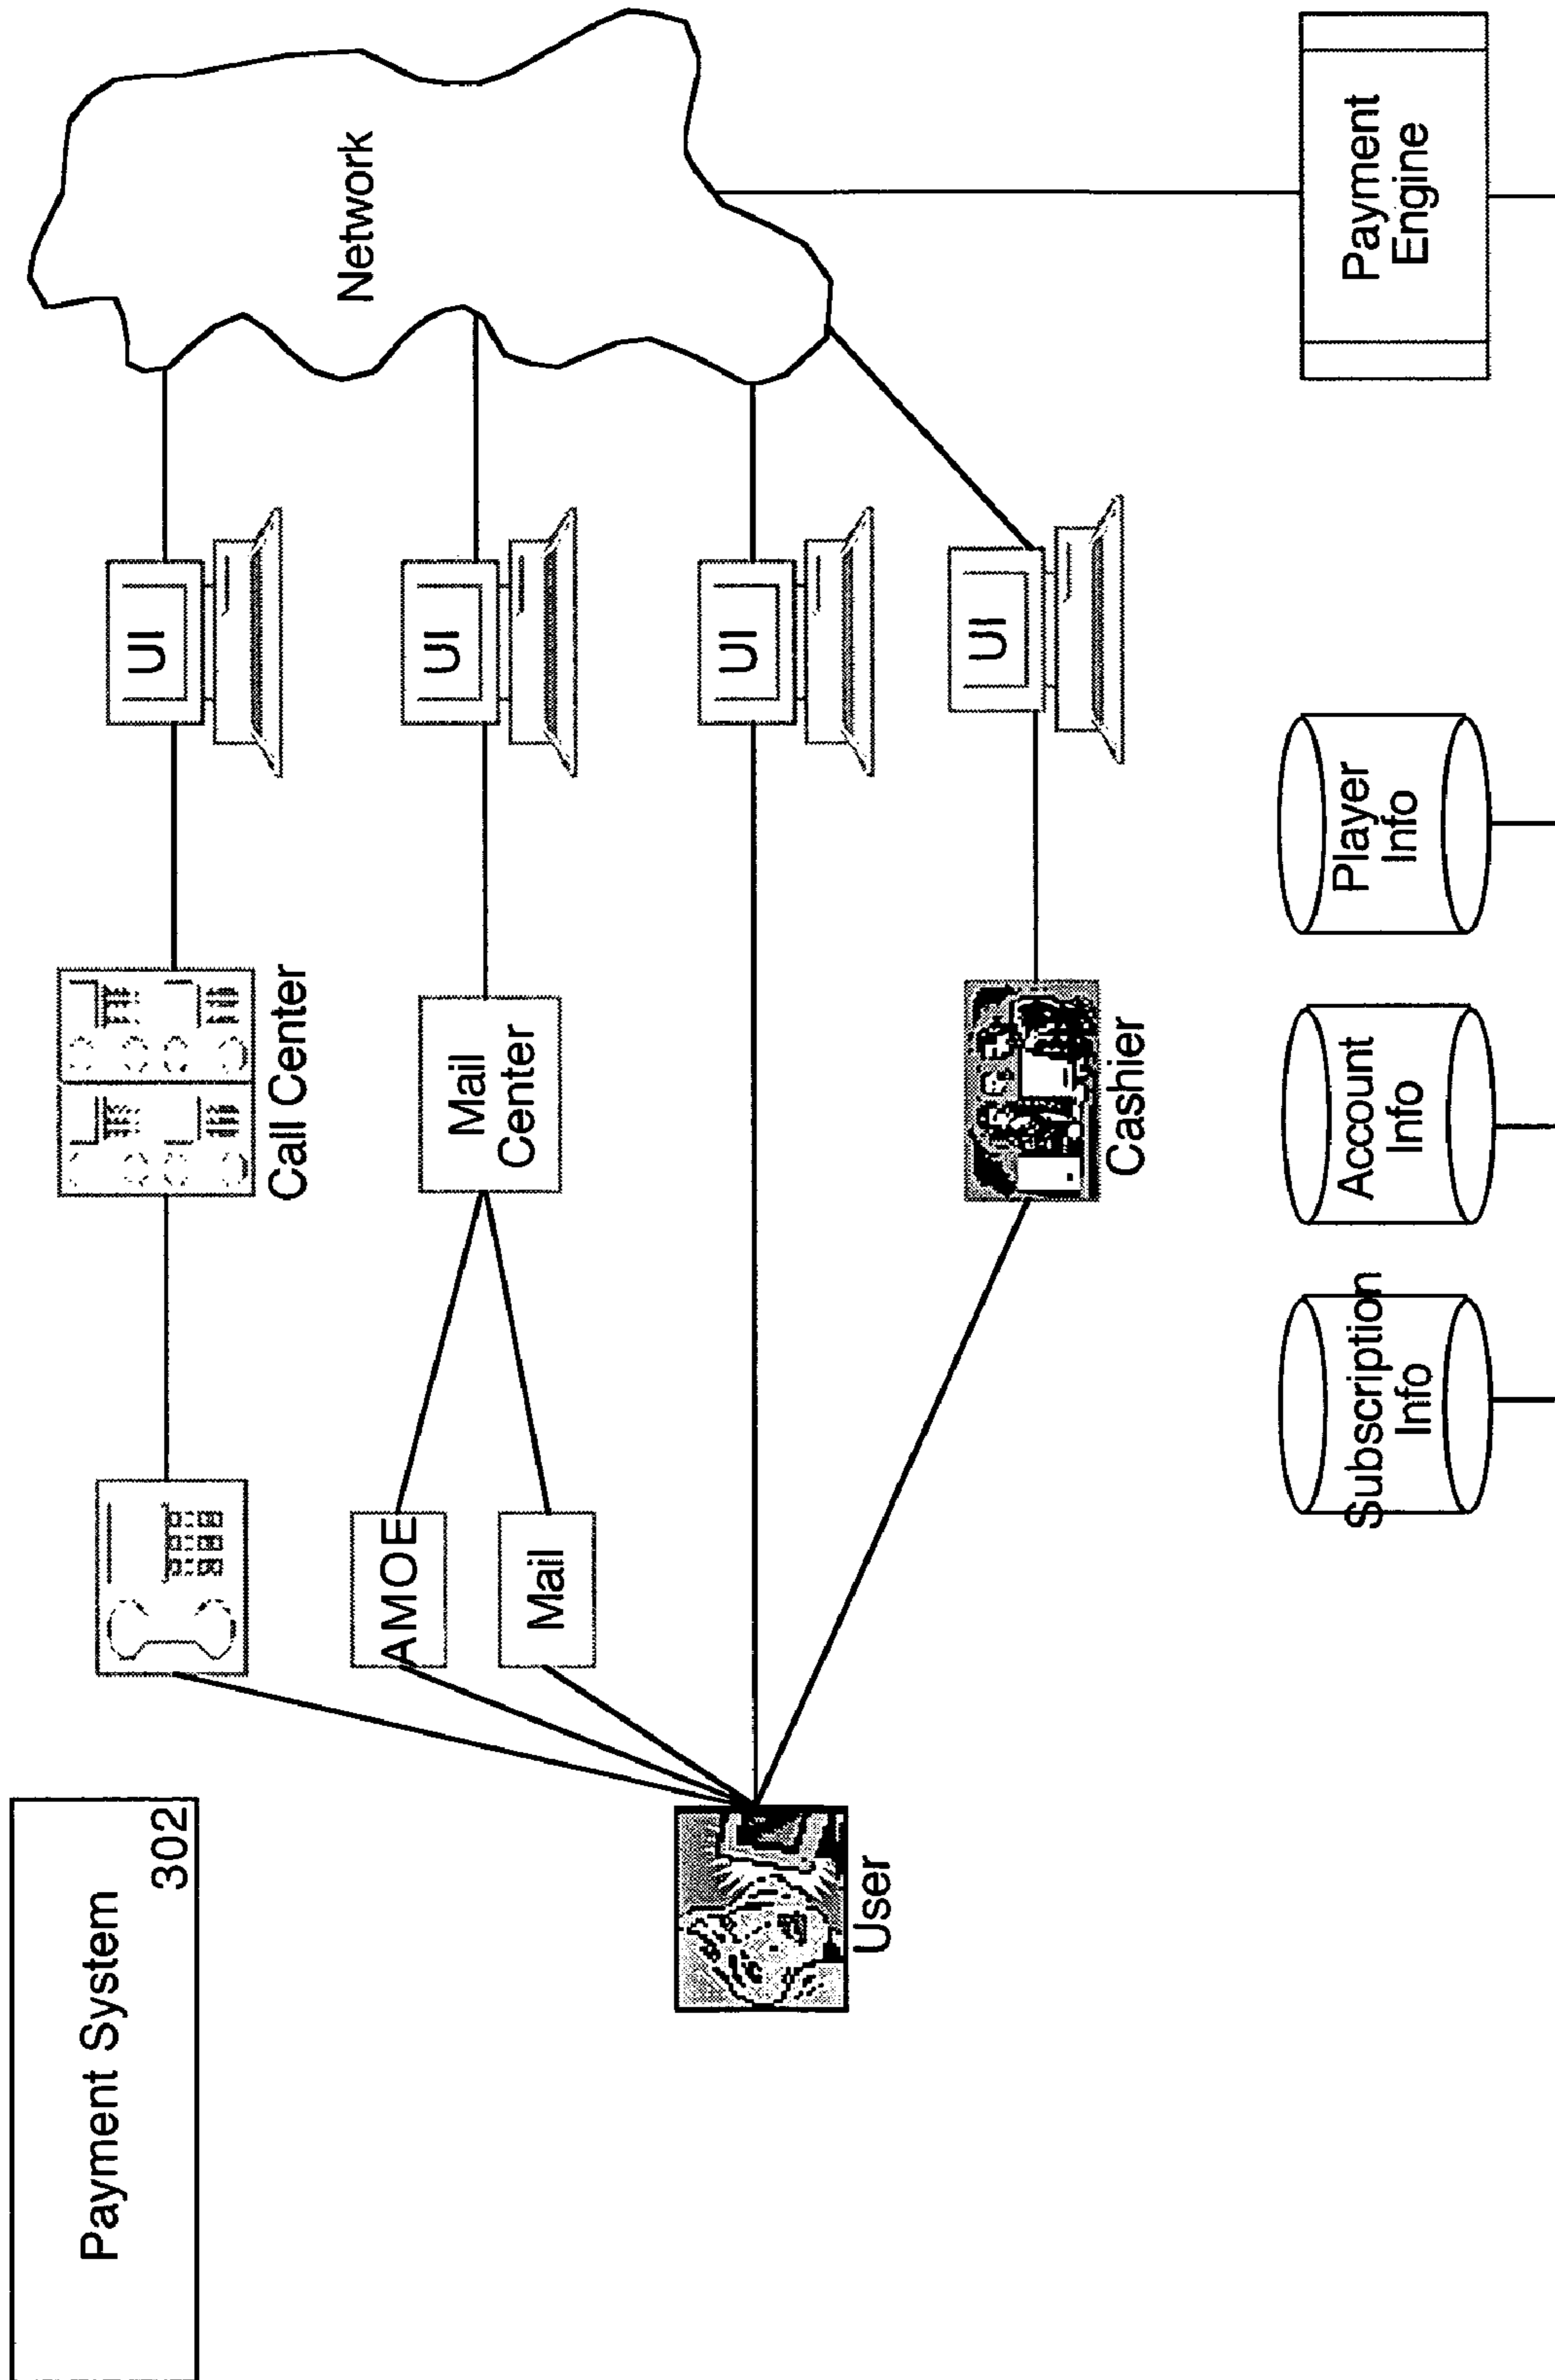 Payment System
302
Network
UI
Call Center
UI
Mail
Center
AMOE
Mail
UI
User
UI
Cashier
Subscription
Info
Account
Info
Player
Info
Payment
Engine